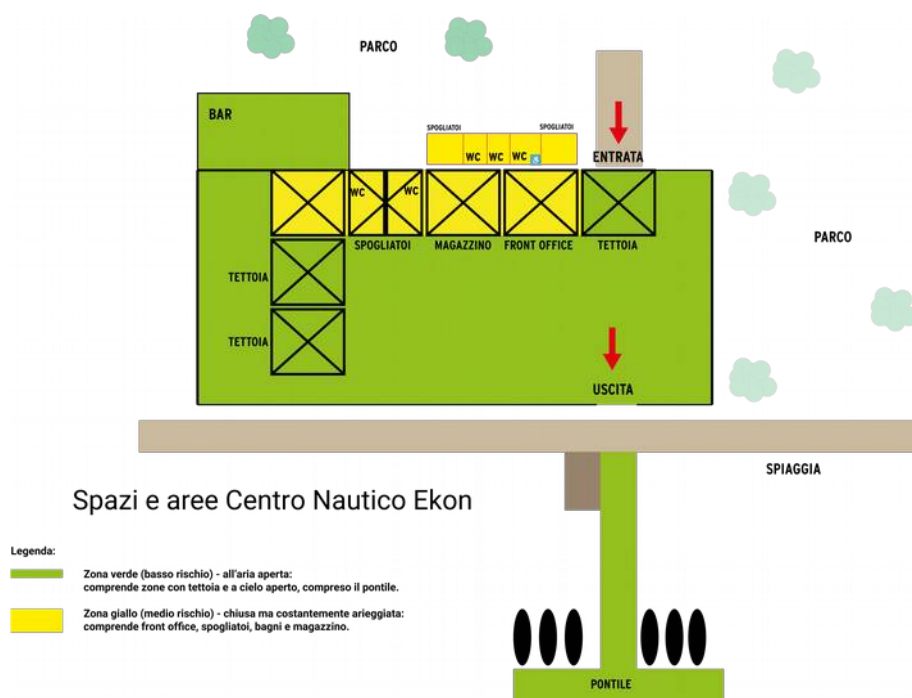 PARCO
BAR
SPOGLIATOI
SPOGLIATOI
WC
WC
WC
ENTRATA
WC
WC
SPOGLIATOI
MAGAZZINO
FRONT OFFICE
TETTOIA
PARCO
TETTOIA
TETTOIA
USCITA
SPIAGGIA
Spazi e aree Centro Nautico Ekon
Legenda:
Zona verde (basso rischio) - all'aria aperta:
comprende zone con tettoia e a cielo aperto, compreso il pontile.
Zona giallo (medio rischio) - chiusa ma costantemente arieggiata:
comprende front office, spogliatoi, bagni e magazzino.
PONTILE